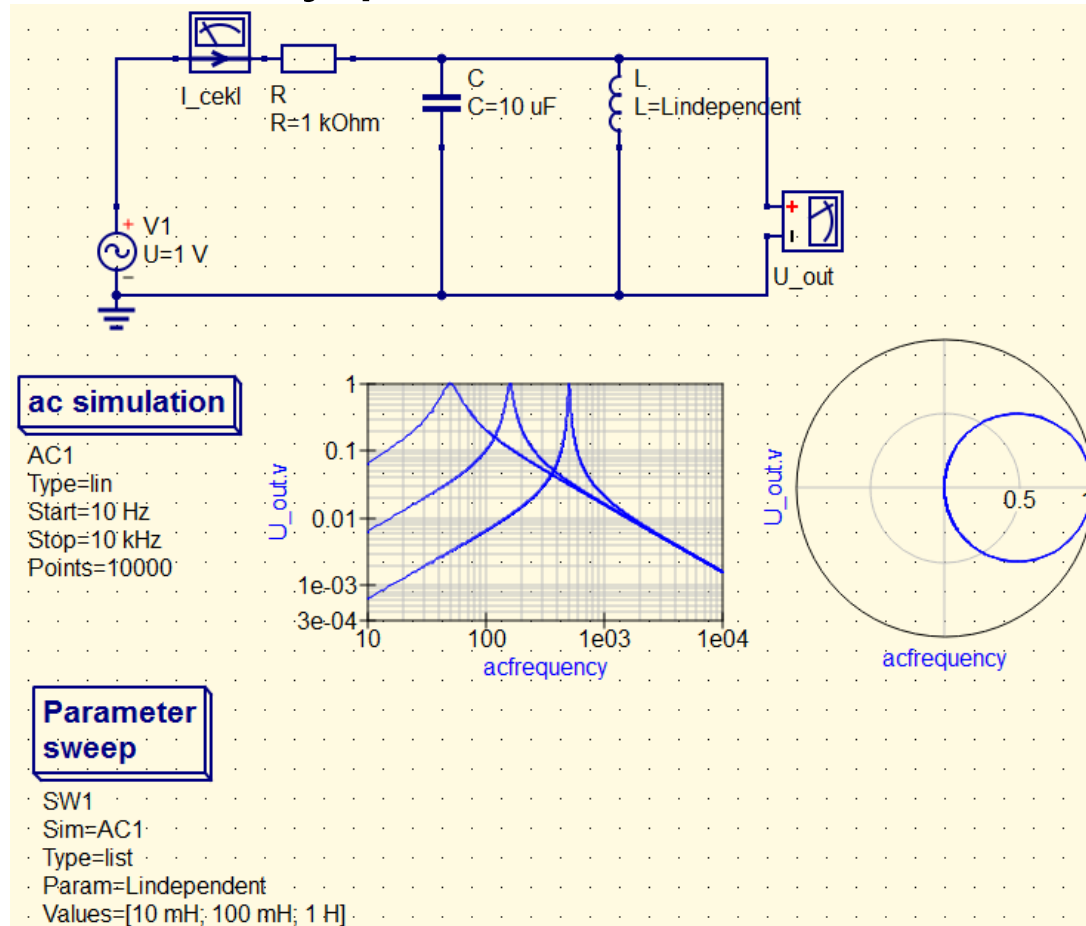 I_cekl
R
R=1 kOhm
C
C=10 uF
L
L=Lindependent
+
V1
U=1 V
−
+
U_out
ac simulation
AC1
Type=lin
Start=10 Hz
Stop=10 kHz
Points=10000
U_out.v
1
0.1
0.01
1e-03
3e-04
10
100
1e03
1e04
acfrequency
U_out.v
0.5
1
acfrequency
Parameter
sweep
SW1
Sim=AC1
Type=list
Param=Lindependent
Values=[10 mH; 100 mH; 1 H]